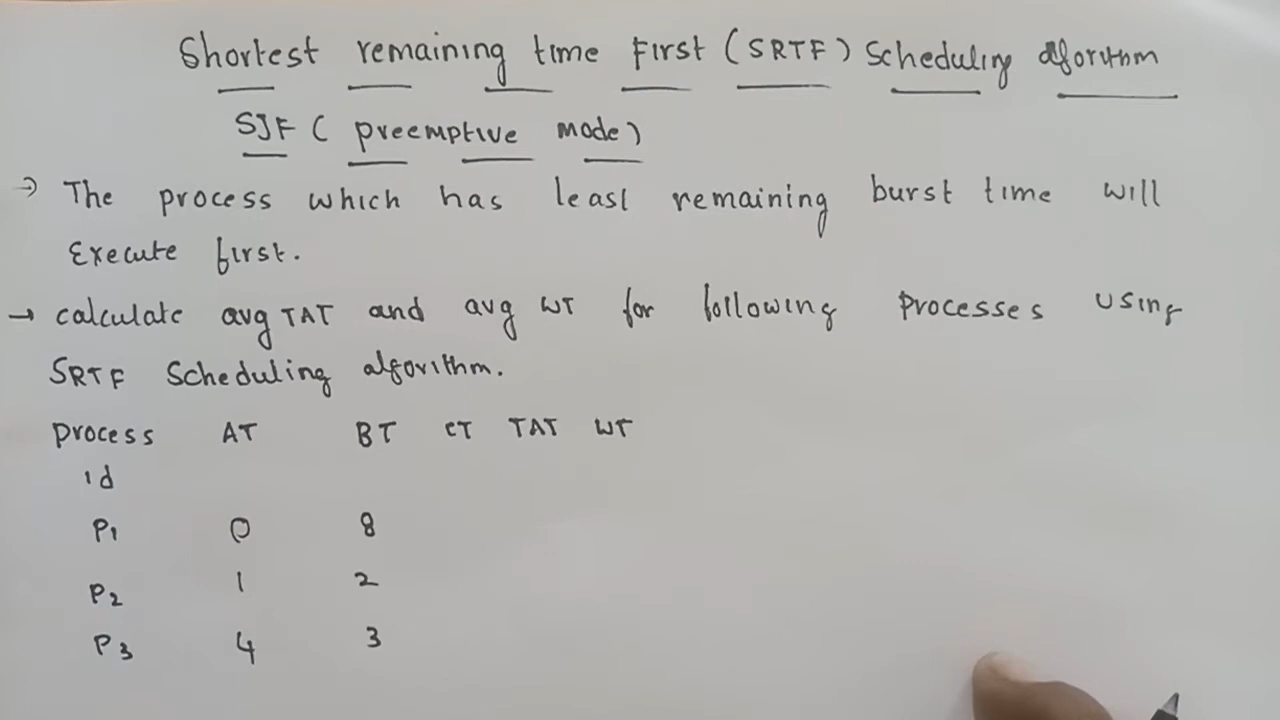 Shortest remaining time First (SRTF) Scheduling algorithm
SJF (preemptive mode)
→ The process which has least remaining burst time will
Execute first.
→ calculate avg TAT and avg WT for following processes using
SRTF Scheduling algorithm.
process AT BT CT TAT WT
id
P1 0 8
P2 1 2
P3 4 3